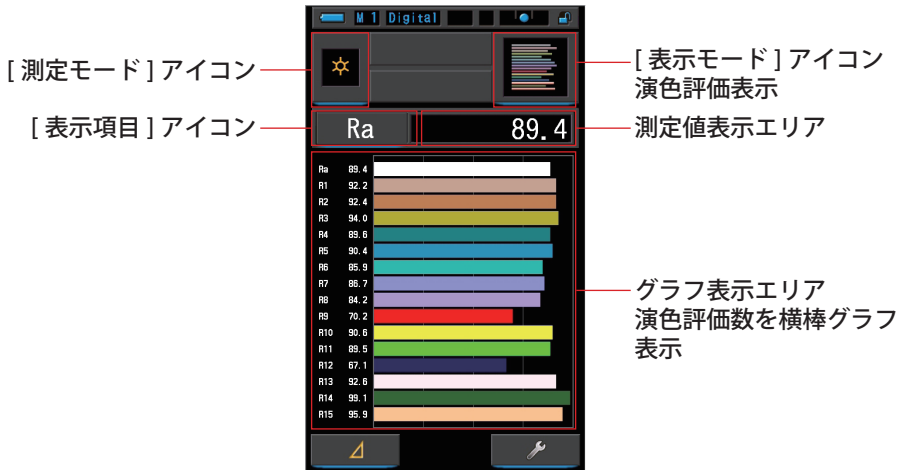 M 1 Digital
[ 測定モード ] アイコン
[ 表示モード ] アイコン
演色評価表示
[ 表示項目 ] アイコン
Ra 89.4
測定値表示エリア
Ra 89.4
R1 92.2
R2 92.4
R3 94.0
R4 89.6
R5 90.4
R6 85.9
R7 86.7
R8 84.2
R9 70.2
R10 90.6
R11 89.5
R12 67.1
R13 92.6
R14 99.1
R15 95.9
グラフ表示エリア
演色評価数を横棒グラフ
表示